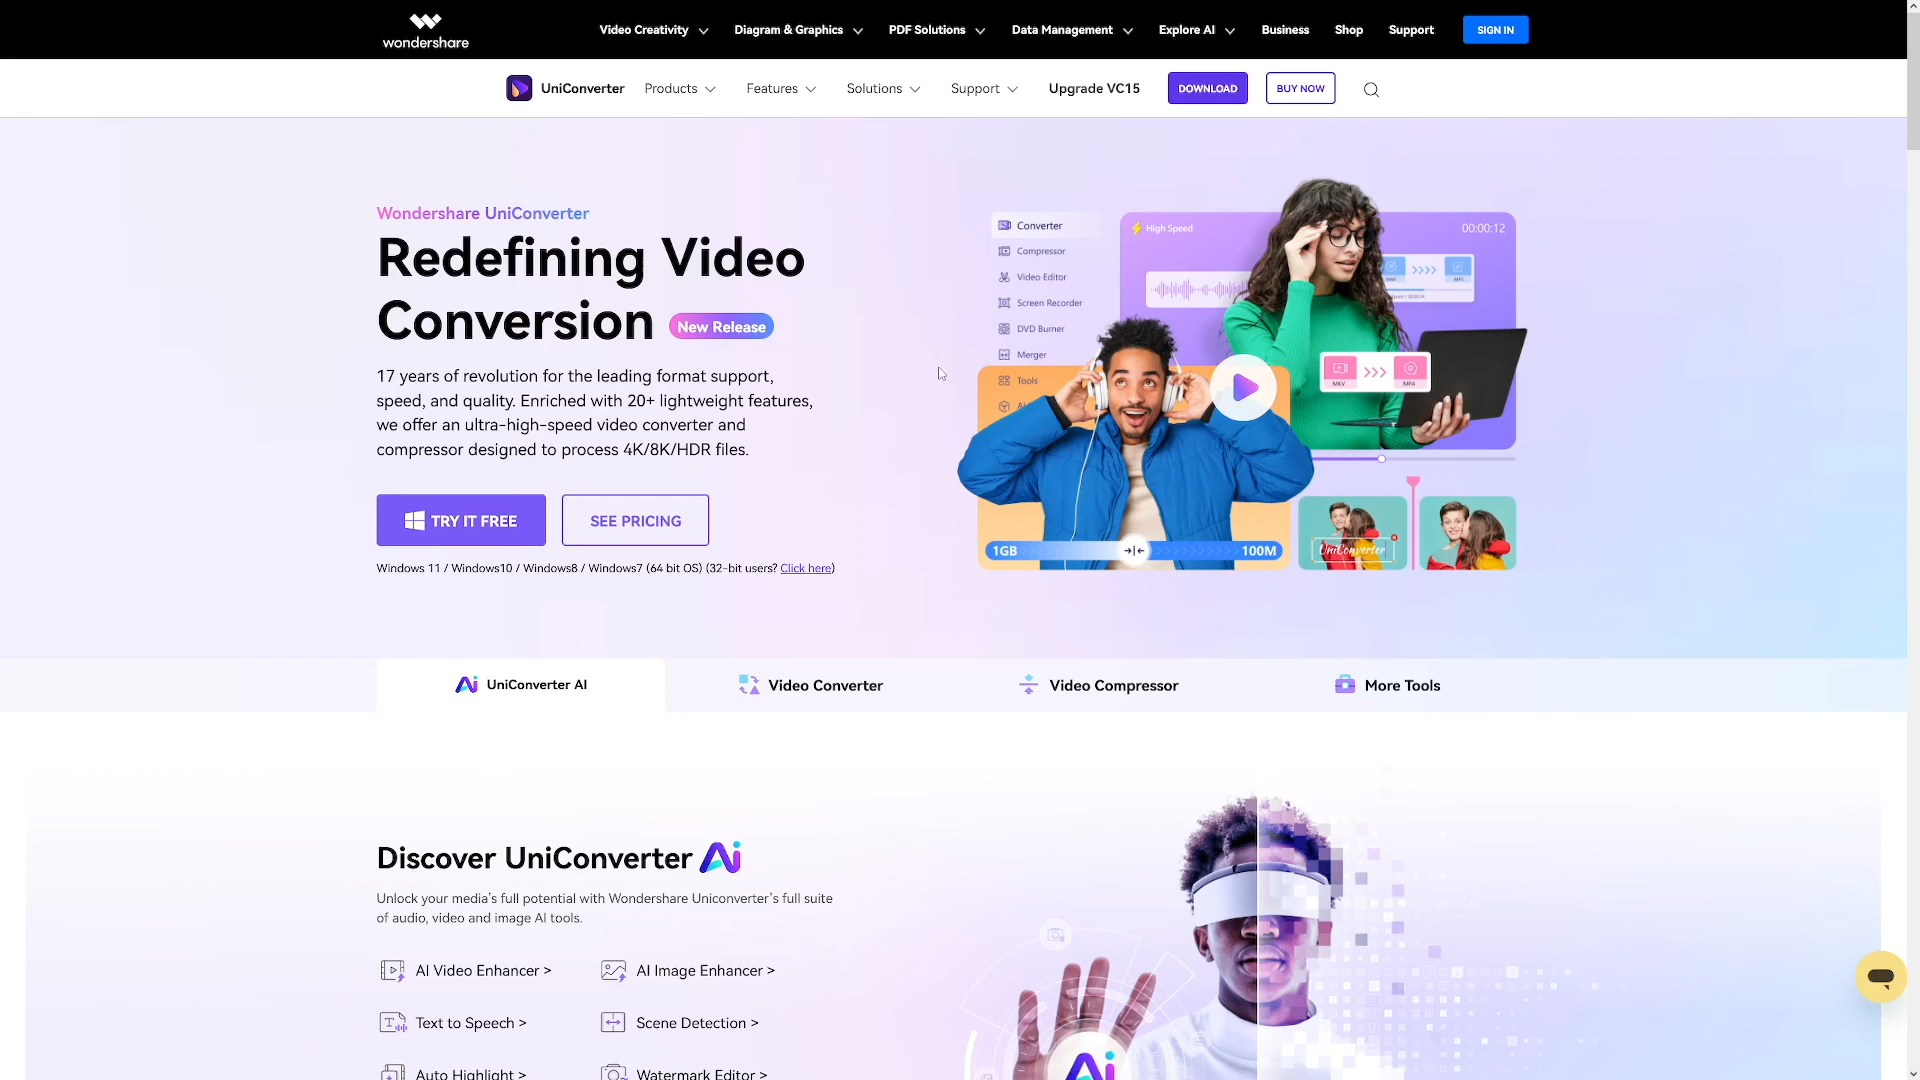 wondershare
Video Creativity
Diagram & Graphics
PDF Solutions
Data Management
Explore AI
Business
Shop
Support
SIGN IN
UniConverter
Products
Features
Solutions
Support
Upgrade VC15
DOWNLOAD
BUY NOW
Wondershare UniConverter
Redefining Video
Conversion New Release
17 years of revolution for the leading format support,
speed, and quality. Enriched with 20+ lightweight features,
we offer an ultra-high-speed video converter and
compressor designed to process 4K/8K/HDR files.
TRY IT FREE
SEE PRICING
Windows 11 / Windows10 / Windows8 / Windows7 (64 bit OS) (32-bit users? Click here)
Converter
Compressor
Video Editor
Screen Recorder
DVD Burner
Merger
Tools
High Speed
00:00:12
MKV
MP4
1GB
100M
UniConverter
UniConverter AI
Video Converter
Video Compressor
More Tools
Discover UniConverter Ai
Unlock your media's full potential with Wondershare Uniconverter's full suite
of audio, video and image AI tools.
AI Video Enhancer >
AI Image Enhancer >
Text to Speech >
Scene Detection >
Auto Highlight >
Watermark Editor >
Ai